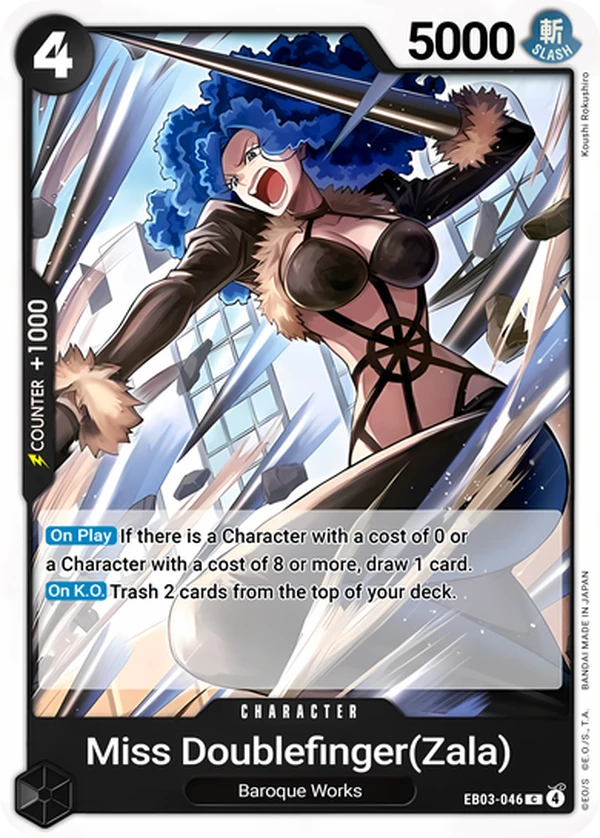 4
5000
斬
SLASH
Koushi Rokushiro
COUNTER +1000
On Play If there is a Character with a cost of 0 or
a Character with a cost of 8 or more, draw 1 card.
On K.O. Trash 2 cards from the top of your deck.
CHARACTER
Miss Doublefinger(Zala)
Baroque Works
EB03-046 C 4
©EO/S ©E.O./S., T.A. BANDAI MADE IN JAPAN